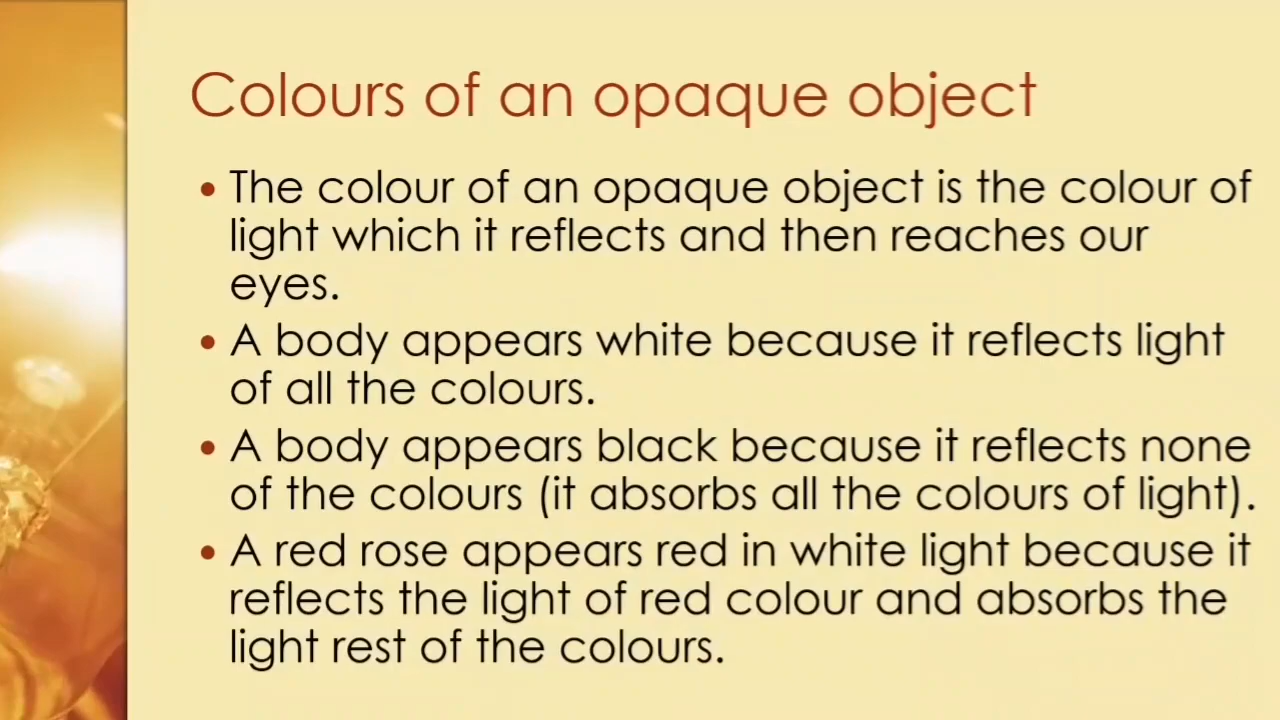 Colours of an opaque object
• The colour of an opaque object is the colour of
light which it reflects and then reaches our
eyes.
• A body appears white because it reflects light
of all the colours.
• A body appears black because it reflects none
of the colours (it absorbs all the colours of light).
• A red rose appears red in white light because it
reflects the light of red colour and absorbs the
light rest of the colours.